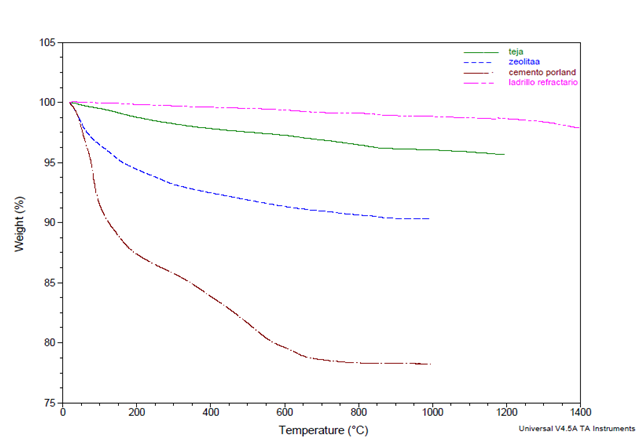 105
100
95
90
85
80
75
Weight (%)
teja
zeolitaa
cemento porland
ladrillo refractario
0
200
400
600
800
1000
1200
1400
Temperature (°C)
Universal V4.5A TA Instruments